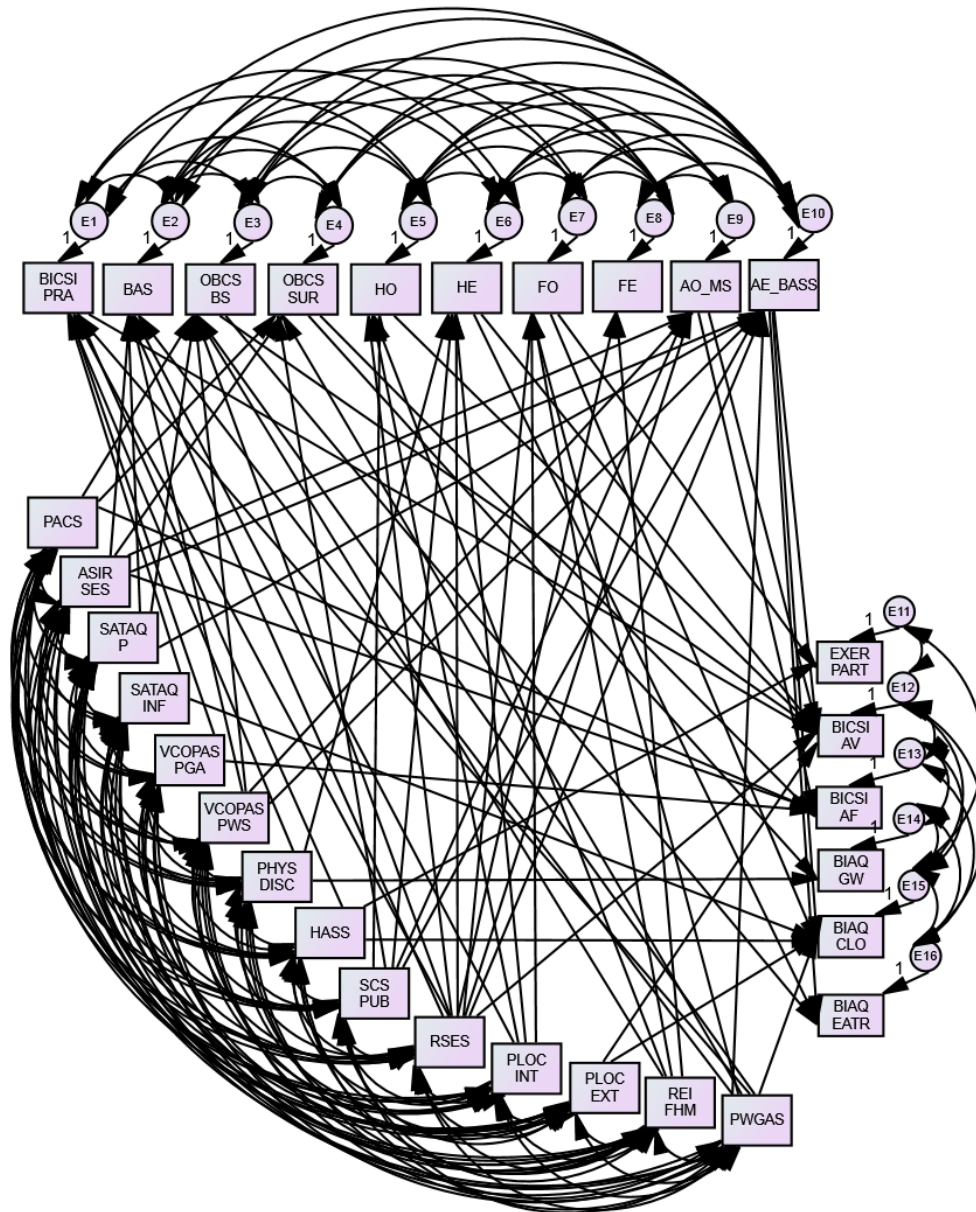 E1
E2
E3
E4
E5
E6
E7
E8
E9
E10
1
1
1
1
1
1
1
1
1
1
BICSI
PRA
BAS
OBCS
BS
OBCS
SUR
HO
HE
FO
FE
AO_MS
AE_BASS
PACS
ASIR
SES
SATAQ
P
SATAQ
INF
VCOPAS
PGA
VCOPAS
PWS
PHYS
DISC
HASS
SCS
PUB
RSES
PLOC
INT
PLOC
EXT
REI
FHM
PWGAS
E11
1
EXER
PART
E12
1
BICSI
AV
E13
1
BICSI
AF
E14
1
BIAQ
GW
E15
1
BIAQ
CLO
E16
1
BIAQ
EATR